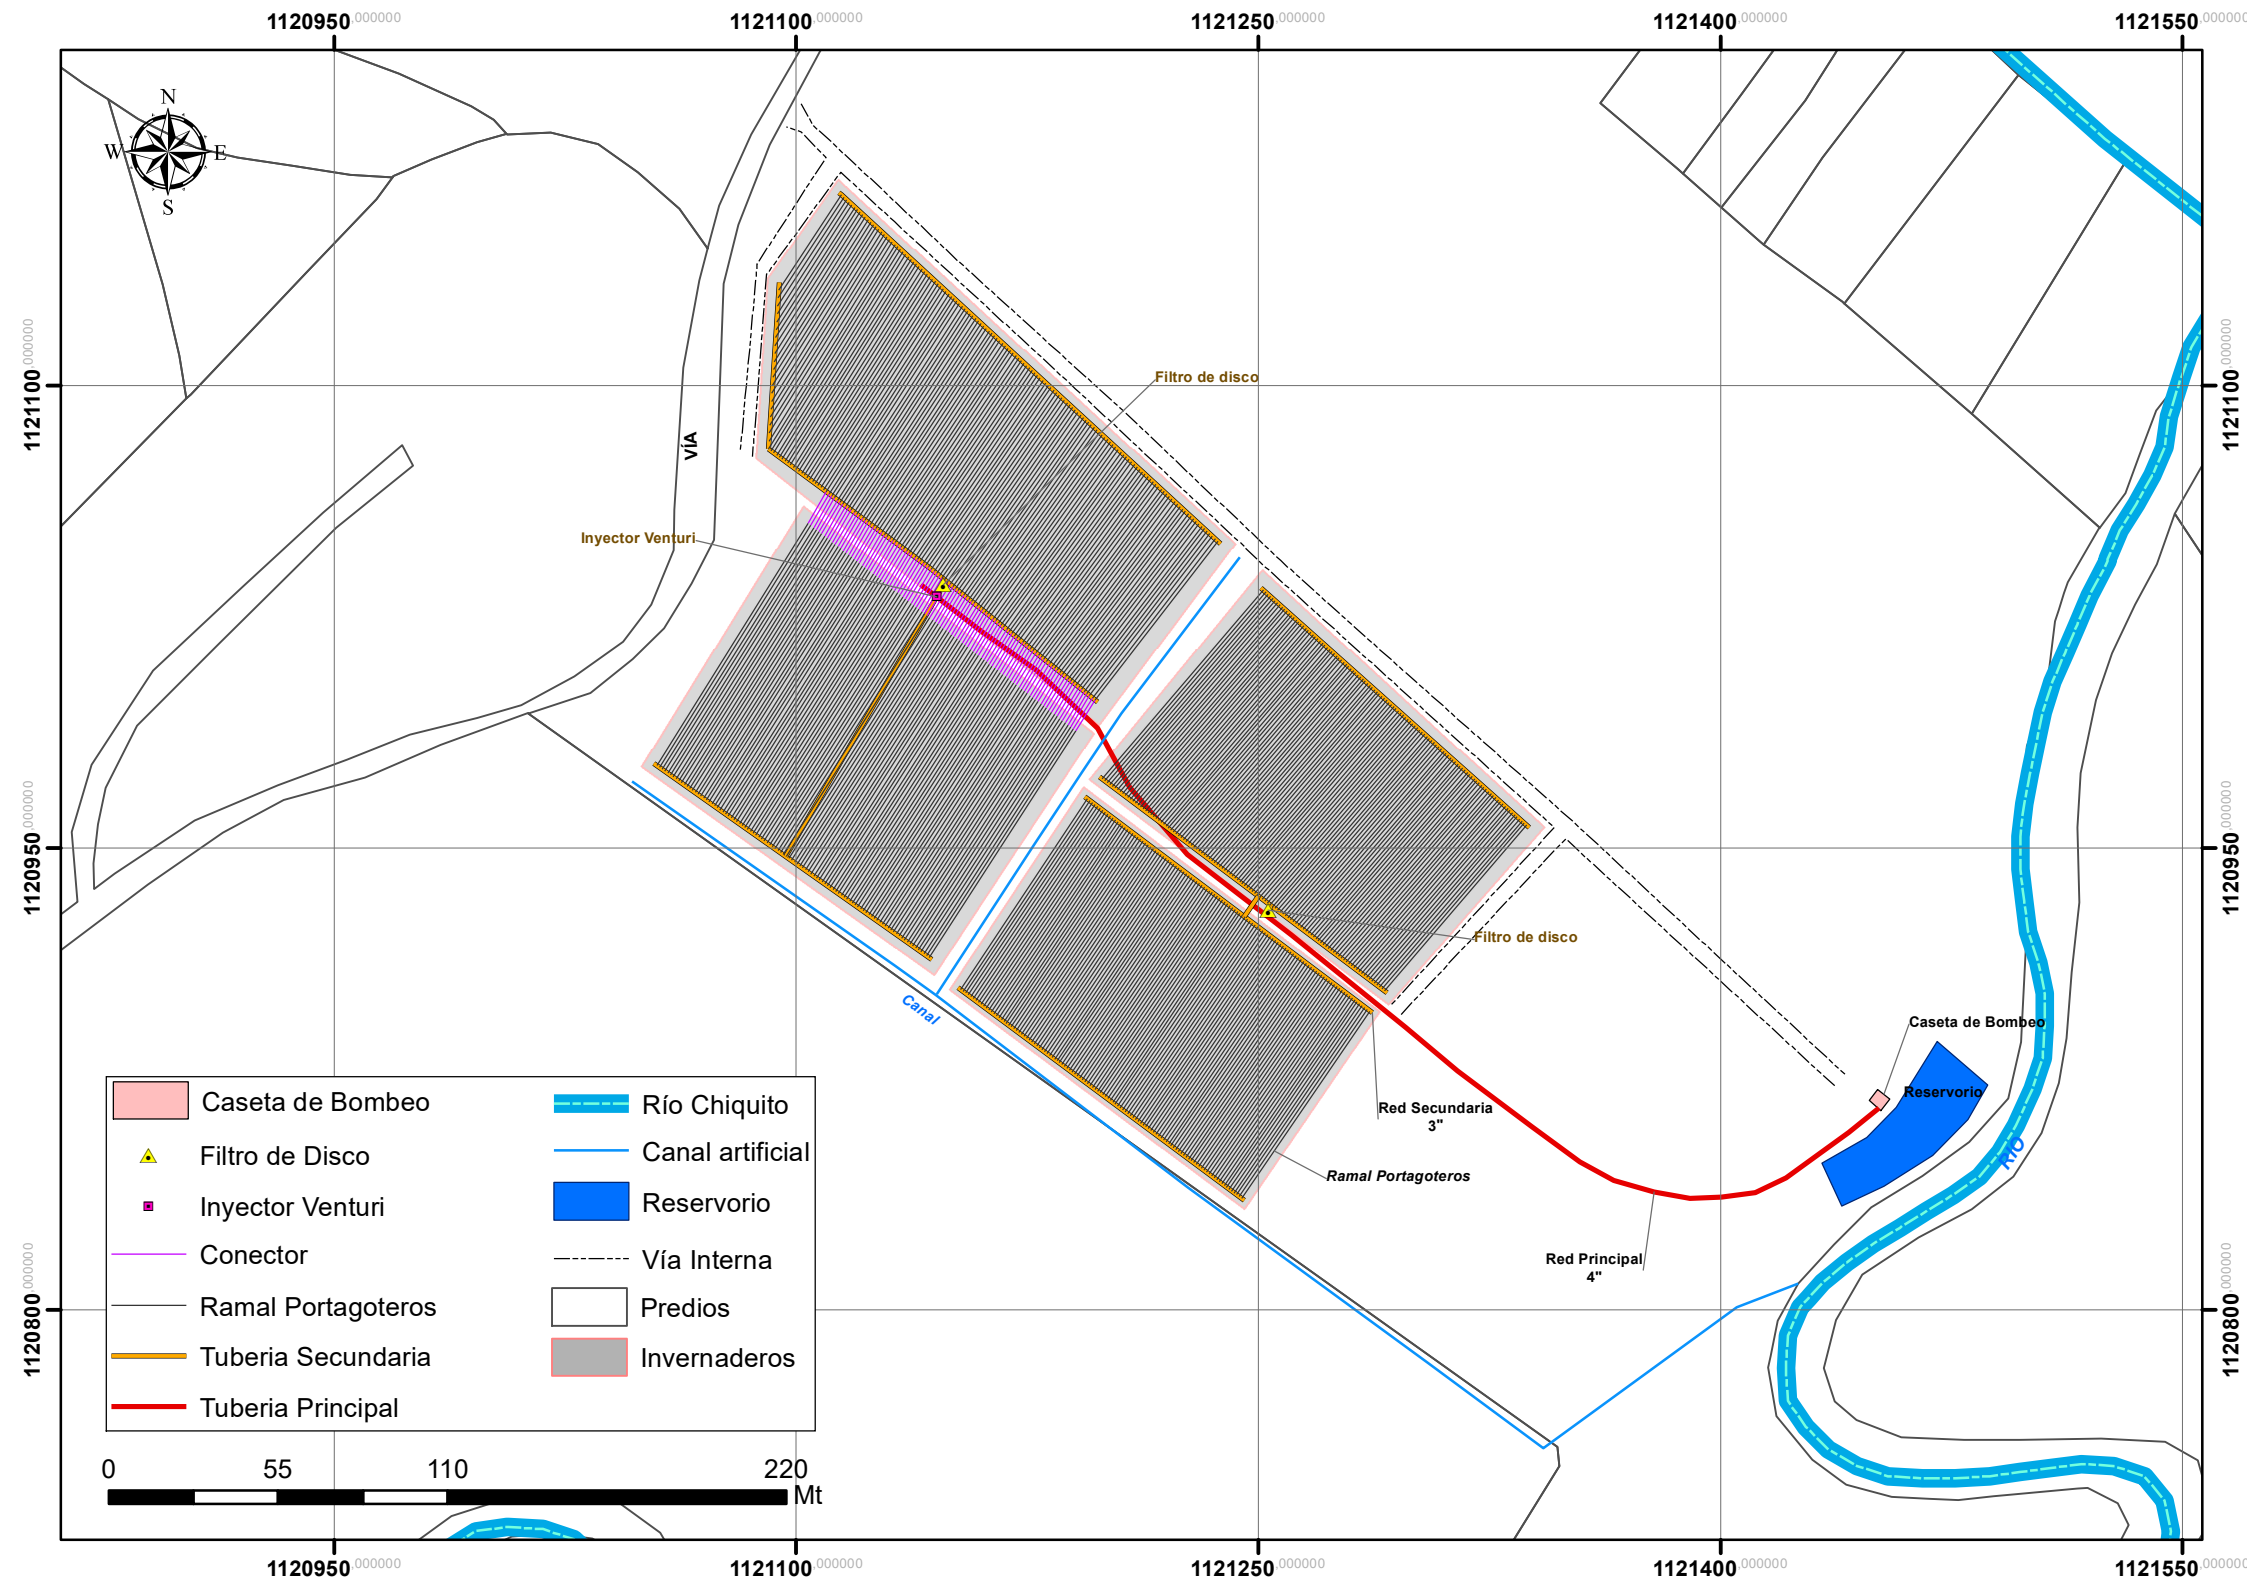 1120950,000000 1121100,000000 1121250,000000 1121400,000000 1121550,000000
N
W E
S
1121100,000000
1121100,000000
Filtro de disco
VÍA
Inyector Venturi
1120950,000000
1120950,000000
Filtro de disco
Canal
Caseta de Bombeo
Reservorio
Red Secundaria
3"
RÍO
Ramal Portagoteros
Red Principal
4"
1120800,000000
1120800,000000
Caseta de Bombeo
Filtro de Disco
Inyector Venturi
Conector
Ramal Portagoteros
Tuberia Secundaria
Tuberia Principal
Río Chiquito
Canal artificial
Reservorio
Vía Interna
Predios
Invernaderos
0 55 110 220
Mt
1120950,000000 1121100,000000 1121250,000000 1121400,000000 1121550,000000